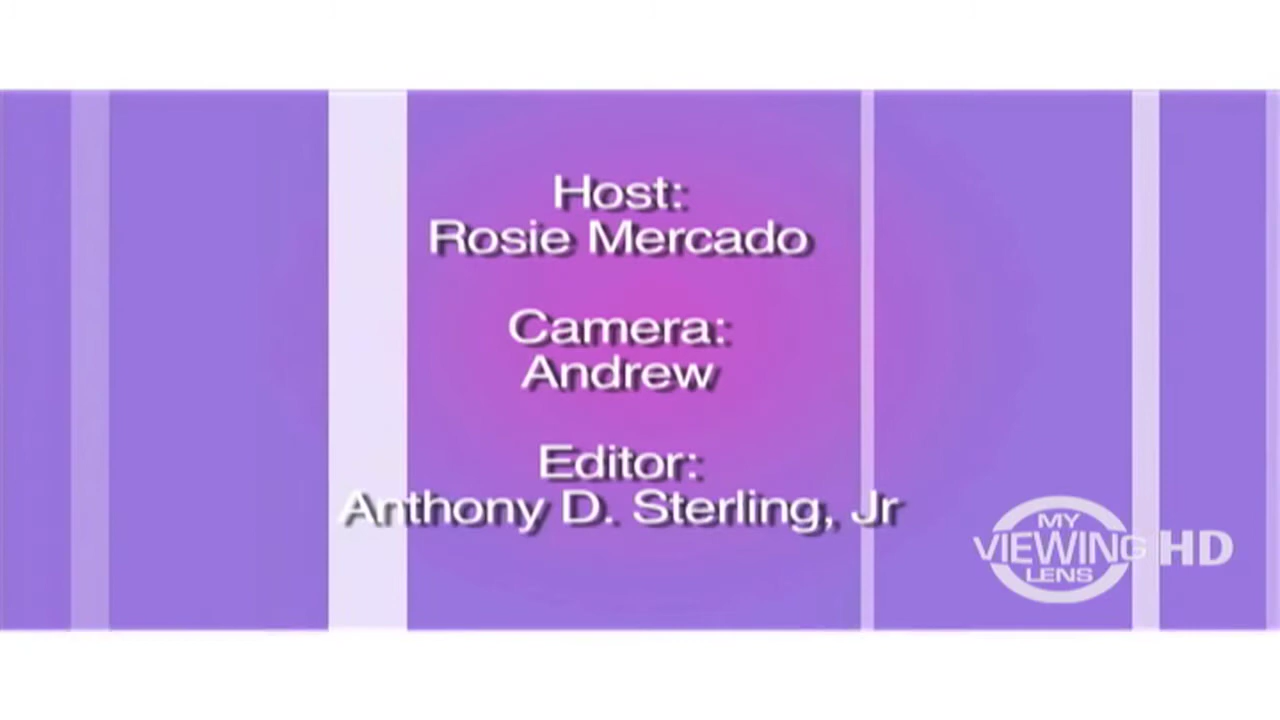 Host:
Rosie Mercado
Camera:
Andrew
Editor:
Anthony D. Sterling, Jr
MY
VIEWING HD
LENS